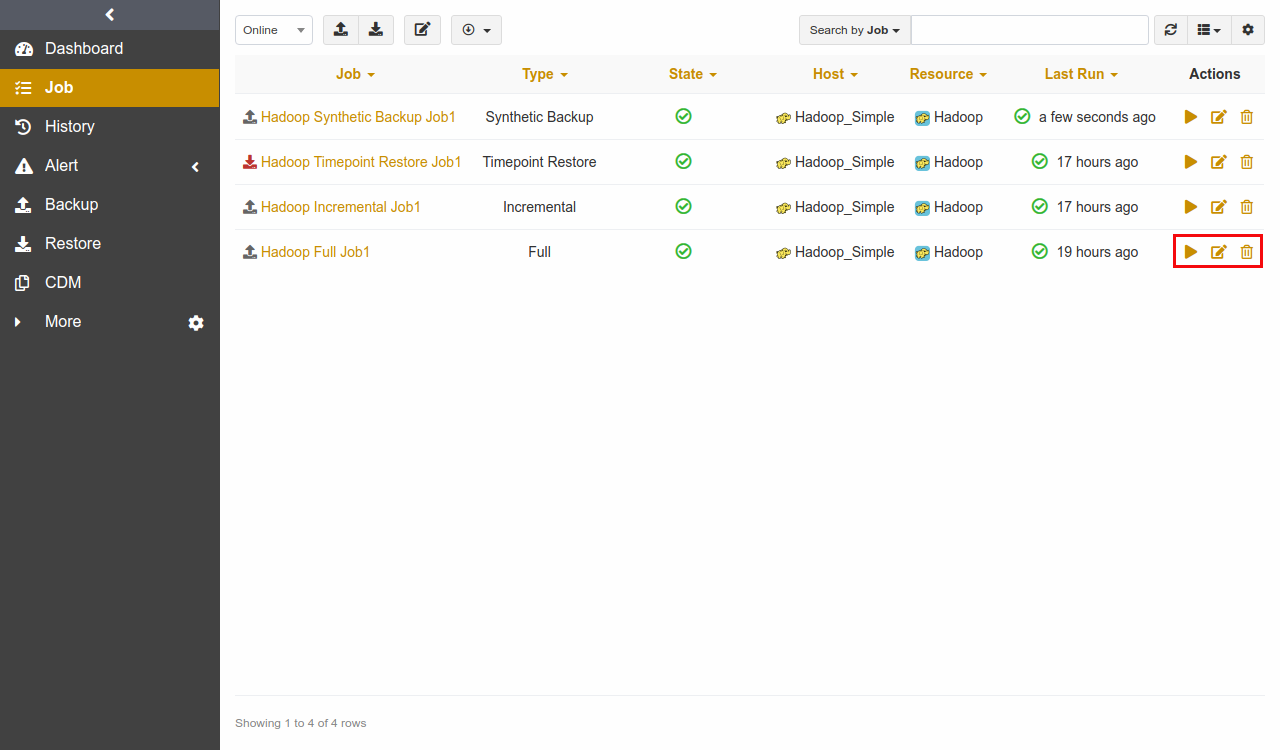 Dashboard
Job
History
Alert
Backup
Restore
CDM
More
Online
Search by Job
Job Type State Host Resource Last Run Actions
Hadoop Synthetic Backup Job1 Synthetic Backup Hadoop_Simple Hadoop a few seconds ago
Hadoop Timepoint Restore Job1 Timepoint Restore Hadoop_Simple Hadoop 17 hours ago
Hadoop Incremental Job1 Incremental Hadoop_Simple Hadoop 17 hours ago
Hadoop Full Job1 Full Hadoop_Simple Hadoop 19 hours ago
Showing 1 to 4 of 4 rows